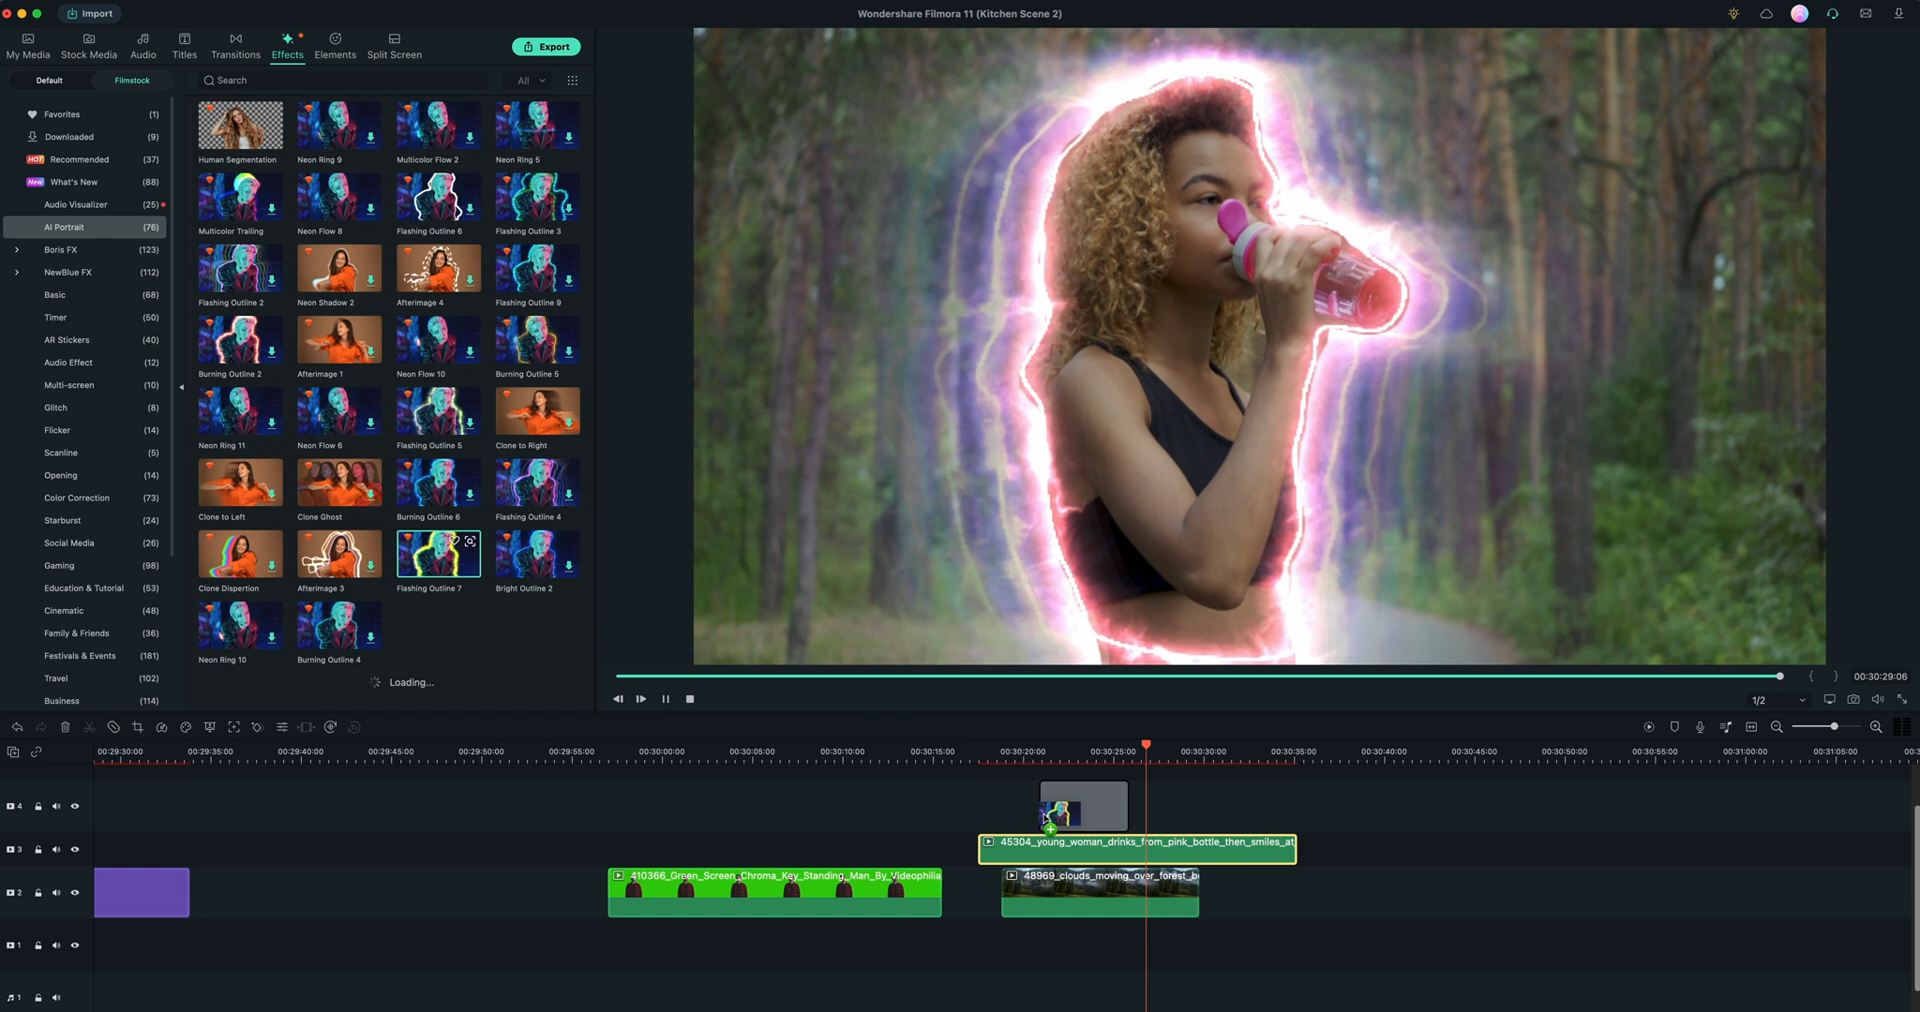 Import
Wondershare Filmora 11 (Kitchen Scene 2)
My Media
Stock Media
Audio
Titles
Transitions
Effects
Elements
Split Screen
Export
Default
Filmstock
Search
All
Favorites (1)
Downloaded (9)
HOT Recommended (37)
New What's New (88)
Audio Visualizer (25)
AI Portrait (76)
Boris FX (123)
NewBlue FX (112)
Basic (68)
Timer (50)
AR Stickers (40)
Audio Effect (12)
Multi-screen (10)
Glitch (8)
Flicker (14)
Scanline (5)
Opening (14)
Color Correction (73)
Starburst (24)
Social Media (26)
Gaming (98)
Education & Tutorial (53)
Cinematic (48)
Family & Friends (36)
Festivals & Events (181)
Travel (102)
Business (114)
Human Segmentation
Neon Ring 9
Multicolor Flow 2
Neon Ring 5
Multicolor Trailing
Neon Flow 8
Flashing Outline 6
Flashing Outline 3
Flashing Outline 2
Neon Shadow 2
Afterimage 4
Flashing Outline 9
Burning Outline 2
Afterimage 1
Neon Flow 10
Burning Outline 5
Neon Ring 11
Neon Flow 6
Flashing Outline 5
Clone to Right
Clone to Left
Clone Ghost
Burning Outline 6
Flashing Outline 4
Clone Dispertion
Afterimage 3
Flashing Outline 7
Bright Outline 2
Neon Ring 10
Burning Outline 4
Loading...
{ }
00:30:29:06
1/2
00:29:30:00
00:29:35:00
00:29:40:00
00:29:45:00
00:29:50:00
00:29:55:00
00:30:00:00
00:30:05:00
00:30:10:00
00:30:15:00
00:30:20:00
00:30:25:00
00:30:30:00
00:30:35:00
00:30:40:00
00:30:45:00
00:30:50:00
00:30:55:00
00:31:00:00
00:31:05:00
4
3
45304_young_woman_drinks_from_pink_bottle_then_smiles_at
2
410366_Green_Screen_Chroma_Key_Standing_Man_By_Videophilia
48969_clouds_moving_over_forest_b
1
1